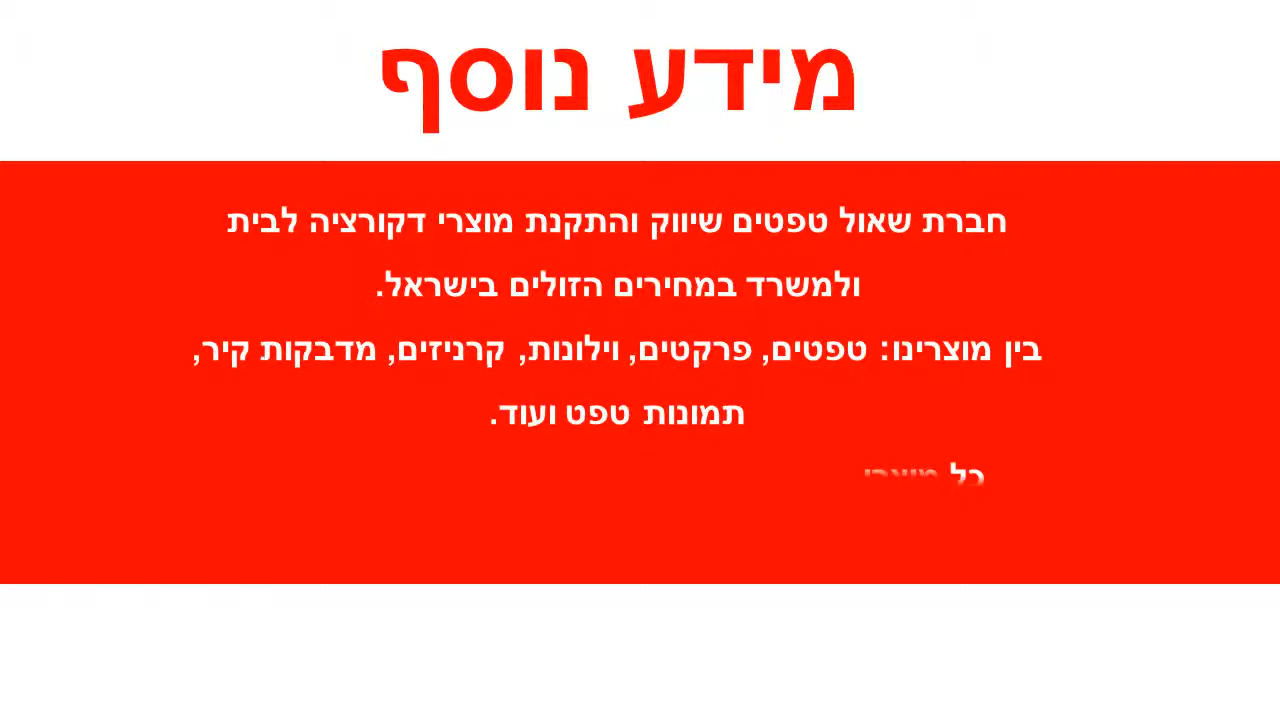 מידע נוסף
חברת שאול טפטים שיווק והתקנת מוצרי דקורציה לבית
ולמשרד במחירים הזולים בישראל.
בין מוצרינו: טפטים, פרקטים, וילונות, קרניזים, מדבקות קיר,
תמונות טפט ועוד.
כל